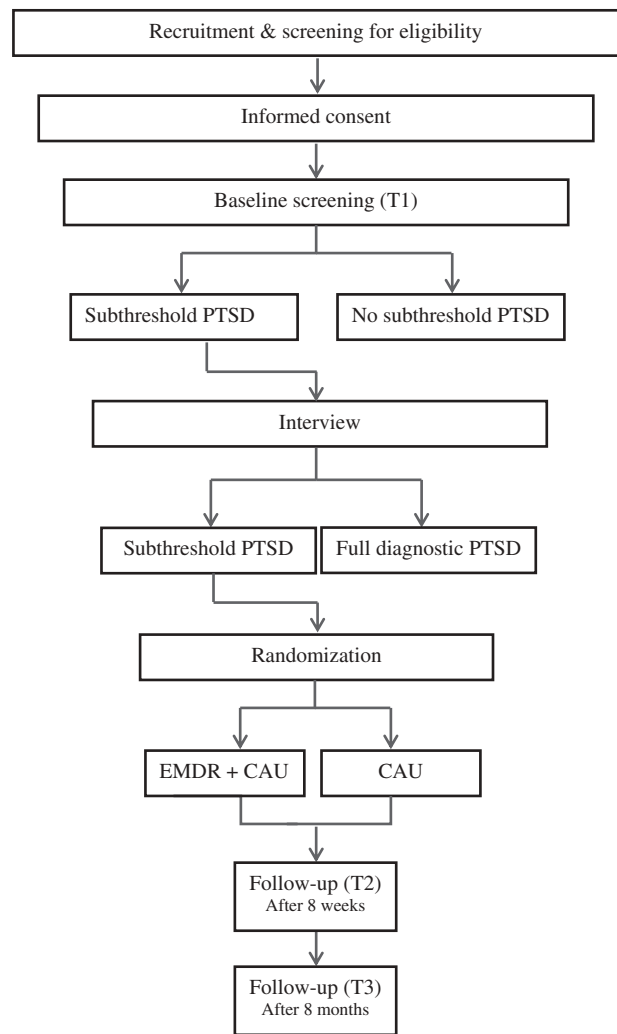 Recruitment & screening for eligibility
Informed consent
Baseline screening (T1)
Subthreshold PTSD
No subthreshold PTSD
Interview
Subthreshold PTSD
Full diagnostic PTSD
Randomization
EMDR + CAU
CAU
Follow-up (T2)
After 8 weeks
Follow-up (T3)
After 8 months